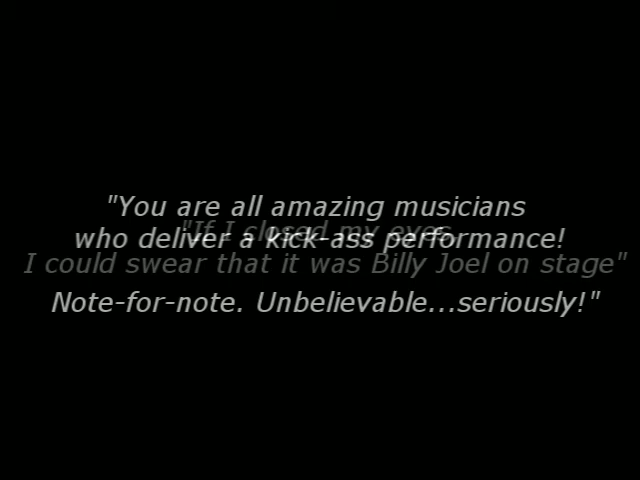 "You are all amazing musicians
"If I closed my eyes,
who deliver a kick-ass performance!
I could swear that it was Billy Joel on stage"
Note-for-note. Unbelievable...seriously!"